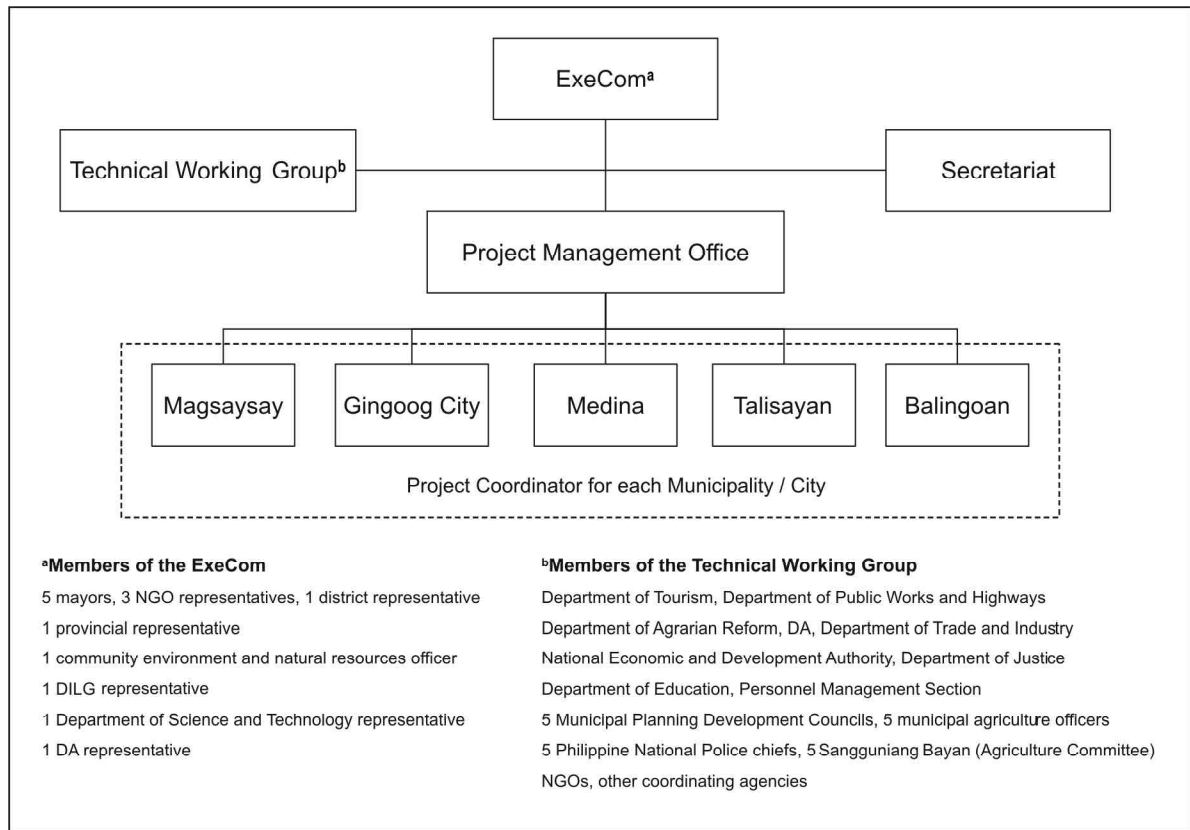 ExeComᵃ
Technical Working Groupᵇ
Secretariat
Project Management Office
Magsaysay
Gingoog City
Medina
Talisayan
Balingoan
Project Coordinator for each Municipality / City
ᵃMembers of the ExeCom
5 mayors, 3 NGO representatives, 1 district representative
1 provincial representative
1 community environment and natural resources officer
1 DILG representative
1 Department of Science and Technology representative
1 DA representative
ᵇMembers of the Technical Working Group
Department of Tourism, Department of Public Works and Highways
Department of Agrarian Reform, DA, Department of Trade and Industry
National Economic and Development Authority, Department of Justice
Department of Education, Personnel Management Section
5 Municipal Planning Development Councils, 5 municipal agriculture officers
5 Philippine National Police chiefs, 5 Sangguniang Bayan (Agriculture Committee)
NGOs, other coordinating agencies